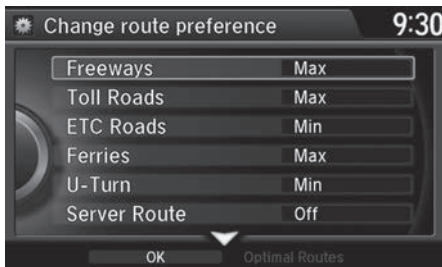 Change route preference 9:30
Freeways Max
Toll Roads Max
ETC Roads Min
Ferries Max
U-Turn Min
Server Route Off
OK Optimal Routes